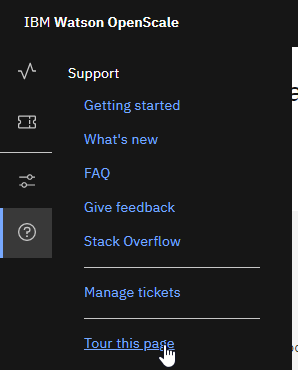 IBM Watson OpenScale
Support
Getting started
What's new
FAQ
Give feedback
Stack Overflow
Manage tickets
Tour this page